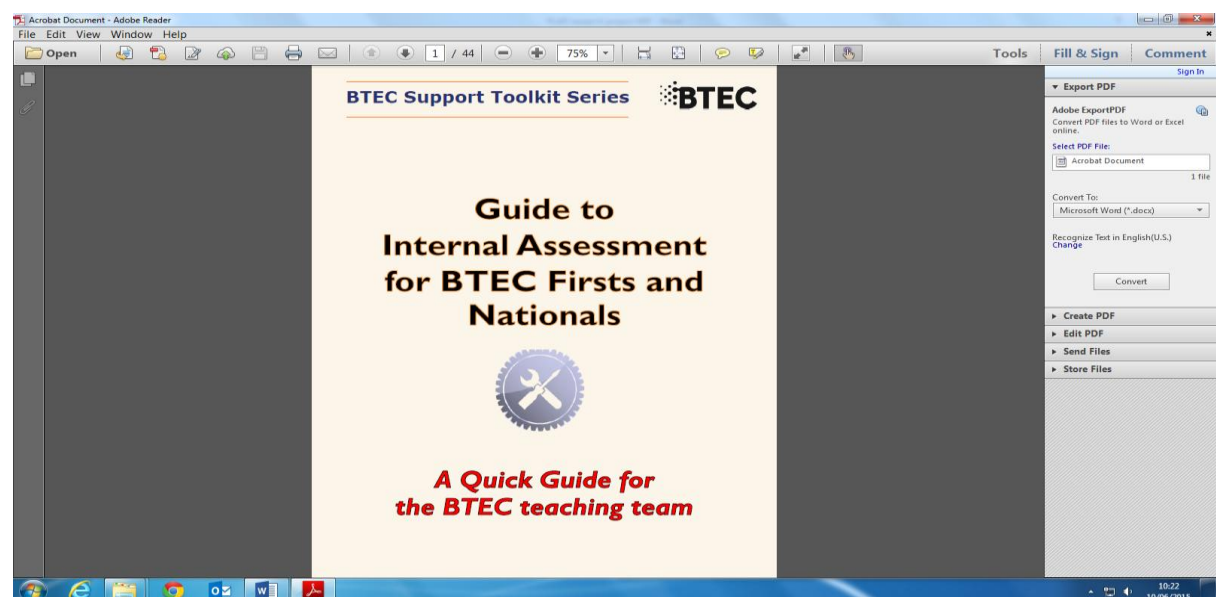 Acrobat Document - Adobe Reader
File Edit View Window Help
Open 1 / 44 75% Tools Fill & Sign Comment
Sign In
BTEC Support Toolkit Series
BTEC
Guide to
Internal Assessment
for BTEC Firsts and
Nationals
A Quick Guide for
the BTEC teaching team
Export PDF
Adobe ExportPDF
Convert PDF files to Word or Excel
online.
Select PDF File:
Acrobat Document
1 file
Convert To:
Microsoft Word (*.docx)
Recognize Text in English(U.S.)
Change
Convert
Create PDF
Edit PDF
Send Files
Store Files
10:22
10/06/2015